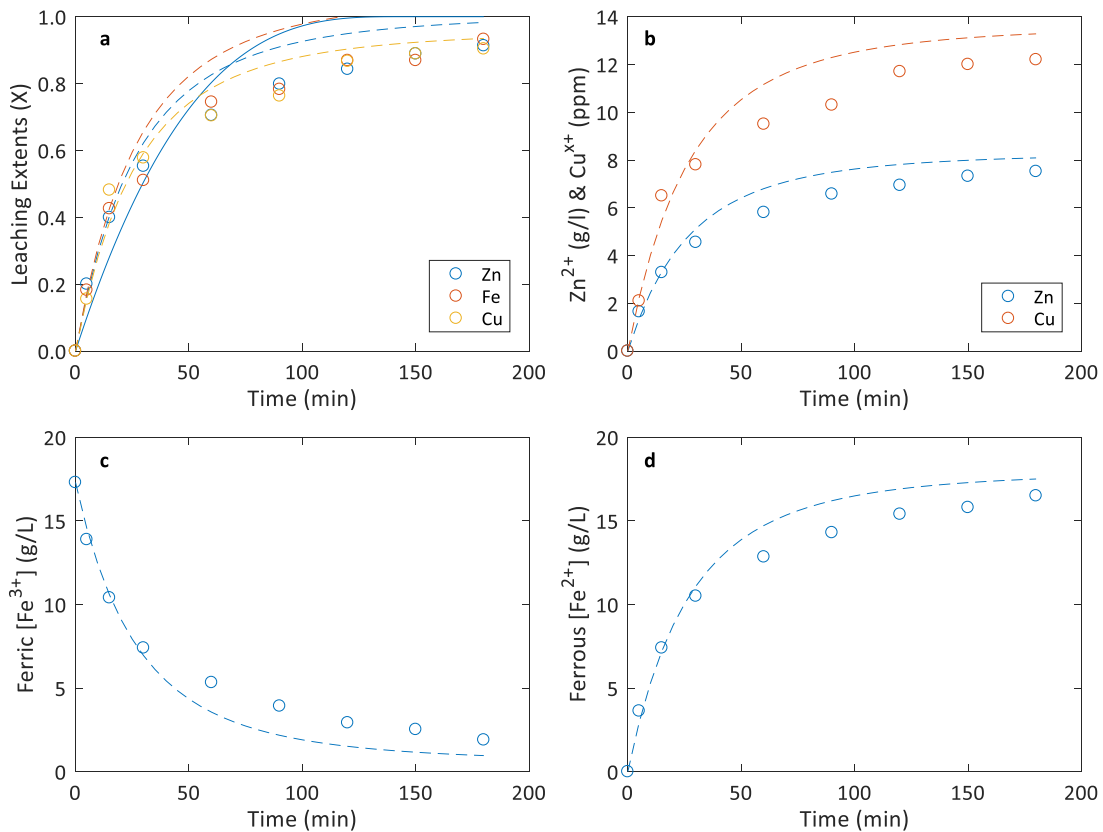 a
1.0
0.8
0.6
0.4
0.2
0.0
Leaching Extents (X)
Zn
Fe
Cu
0 50 100 150 200
Time (min)
b
14
12
10
8
6
4
2
0
Zn²⁺ (g/l) & Cuˣ⁺ (ppm)
Zn
Cu
0 50 100 150 200
Time (min)
c
20
15
10
5
0
Ferric [Fe³⁺] (g/L)
0 50 100 150 200
Time (min)
d
20
15
10
5
0
Ferrous [Fe²⁺] (g/L)
0 50 100 150 200
Time (min)